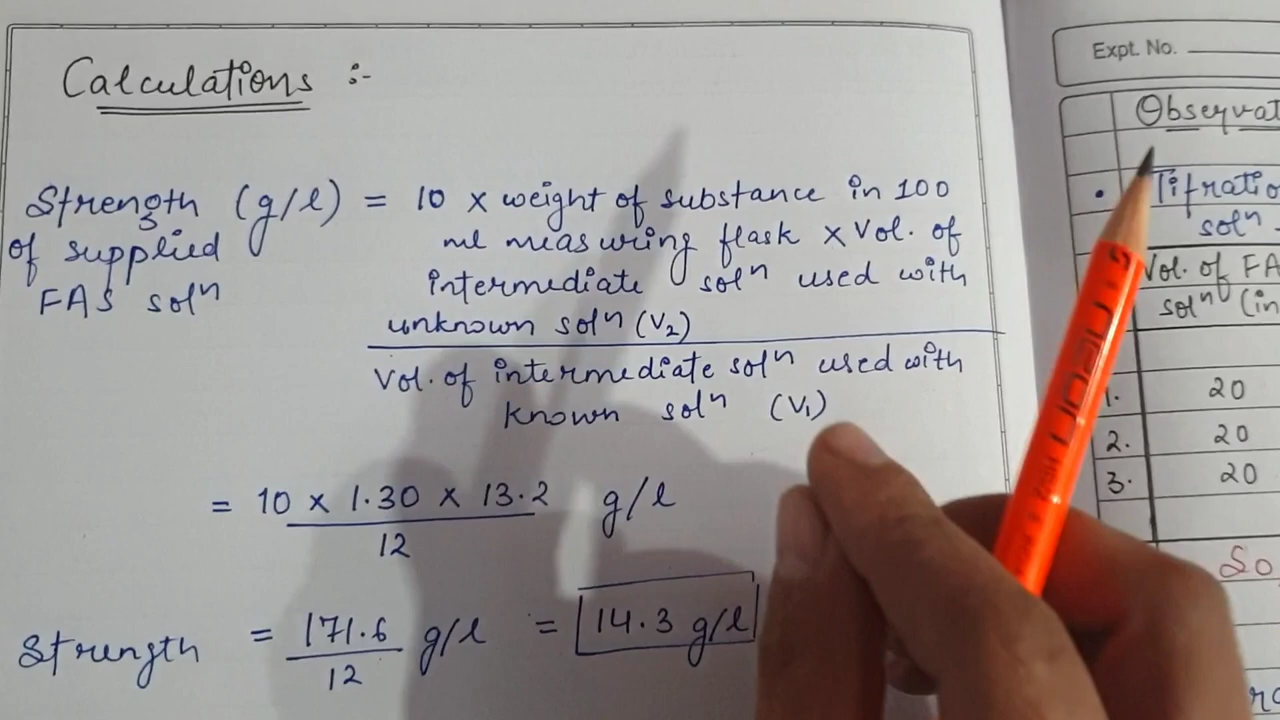 Calculations :-
Strength (g/l) = 10 x weight of substance in 100
of supplied ml measuring flask x Vol. of
FAS solⁿ intermediate solⁿ used with
unknown solⁿ (V₂)
Vol. of intermediate solⁿ used with
known solⁿ (V₁)
= 10 x 1.30 x 13.2 g/l
12
Strength = 171.6 g/l = 14.3 g/l
12
Expt. No.
Observat
• Titratio
solⁿ
Vol. of FA
solⁿ (in
1. 20
2. 20
3. 20
So